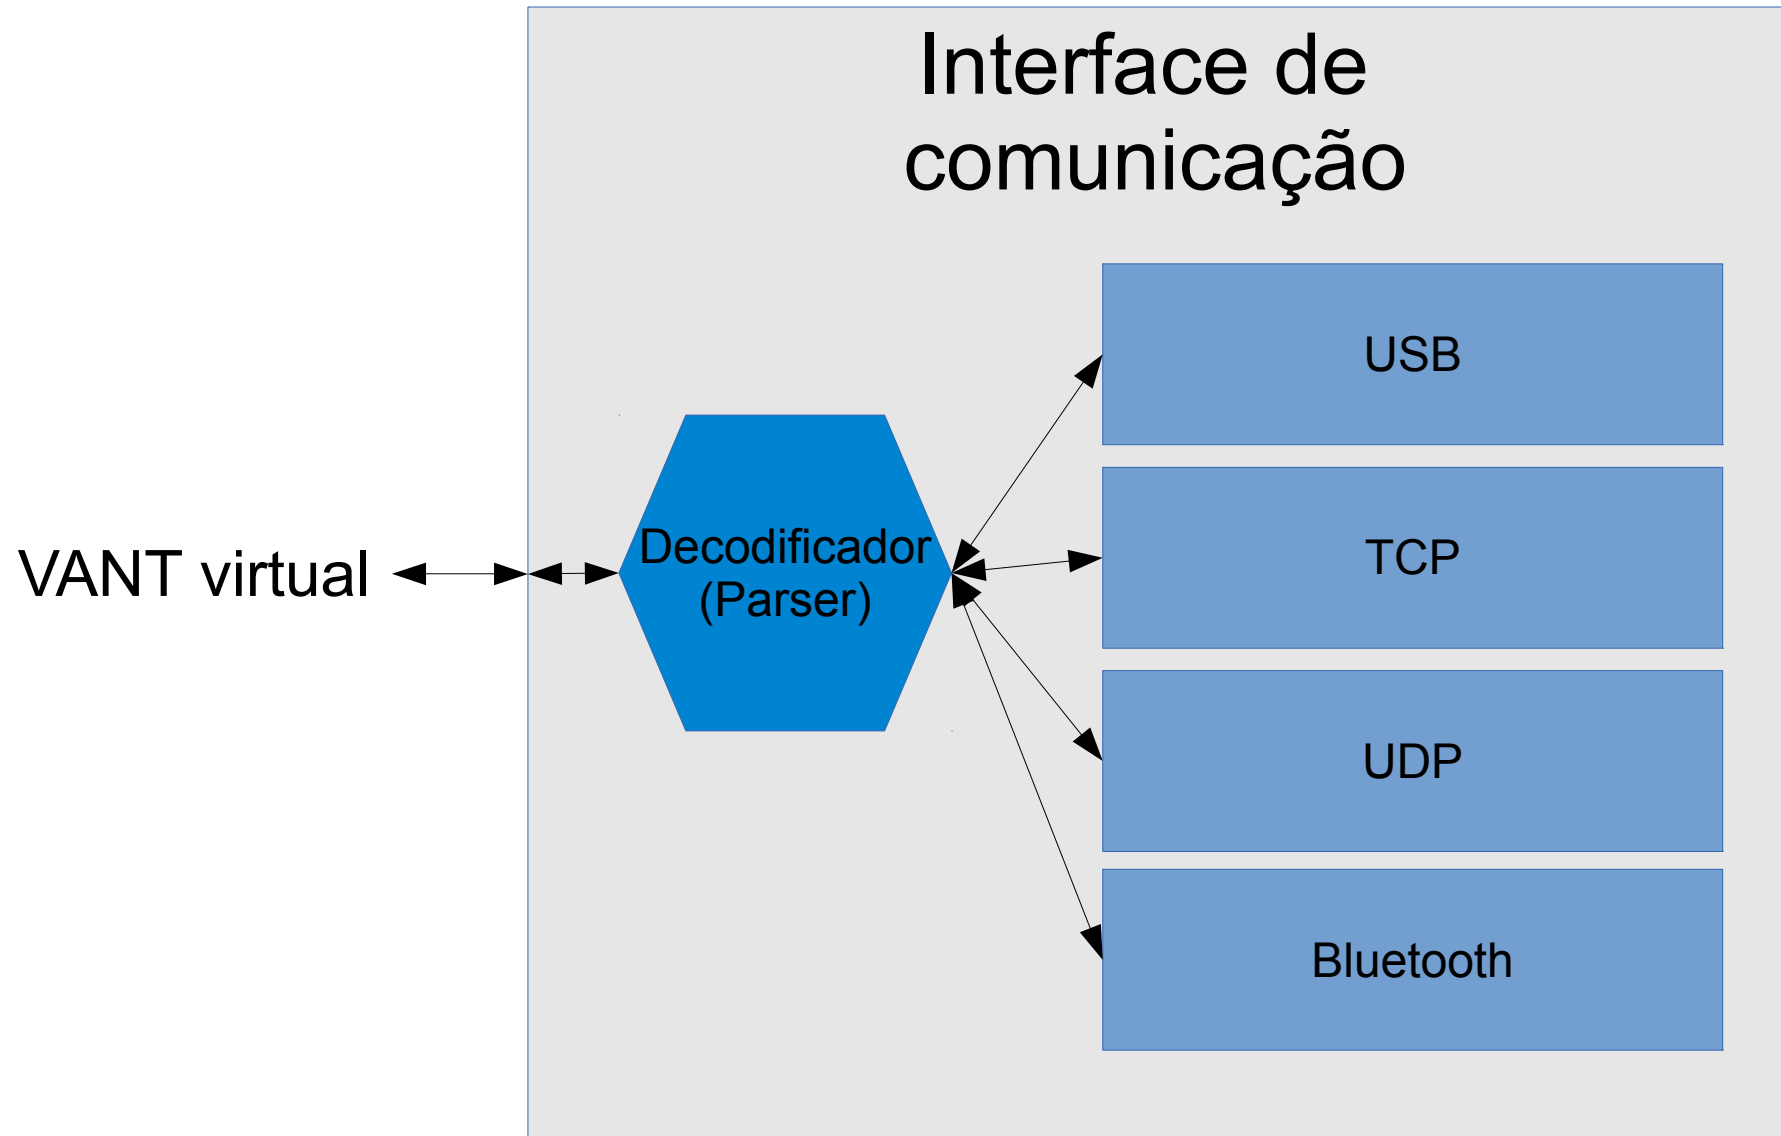 Interface de
comunicação
USB
TCP
UDP
Bluetooth
Decodificador
(Parser)
VANT virtual